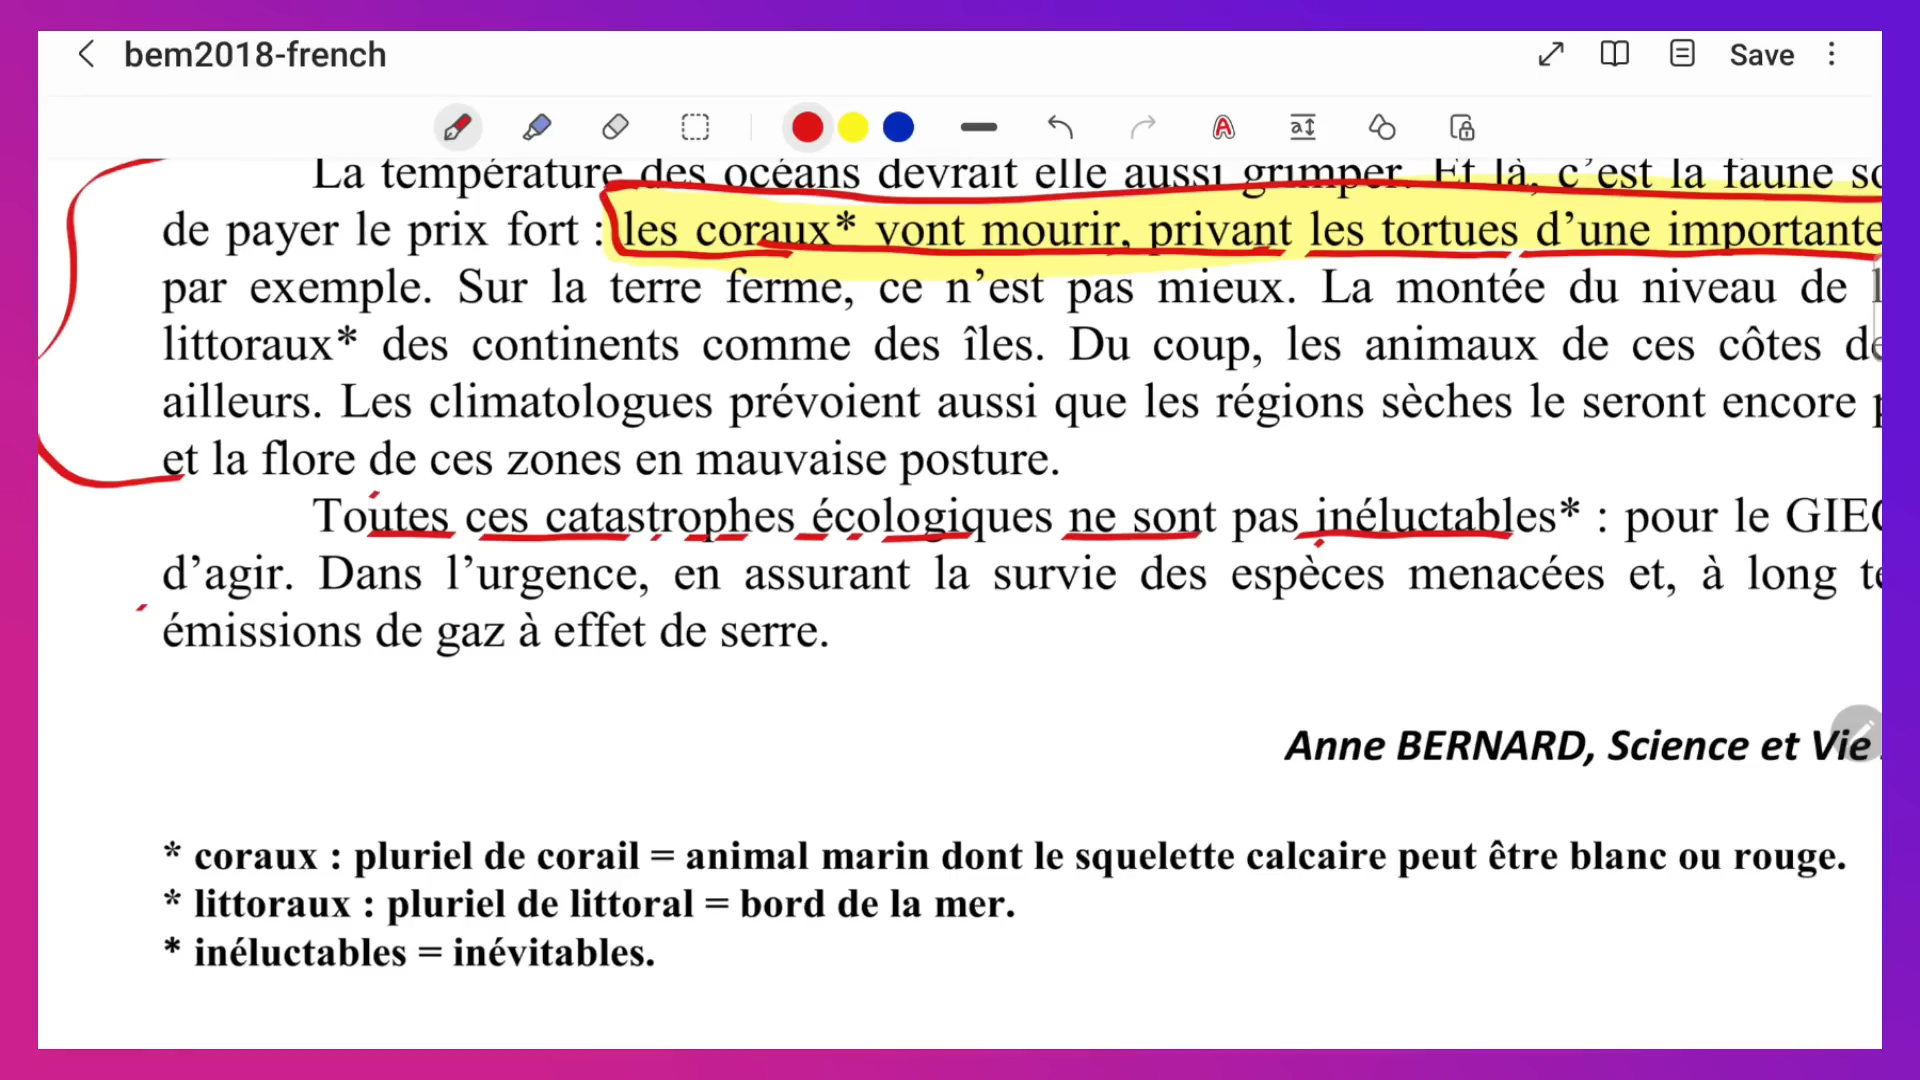 bem2018-french
Save
La température des océans devrait elle aussi grimper. Et là, c’est la faune
de payer le prix fort : les coraux* vont mourir, privant les tortues d’une importante
par exemple. Sur la terre ferme, ce n’est pas mieux. La montée du niveau de
littoraux* des continents comme des îles. Du coup, les animaux de ces côtes
ailleurs. Les climatologues prévoient aussi que les régions sèches le seront encore
et la flore de ces zones en mauvaise posture.
Toutes ces catastrophes écologiques ne sont pas inéluctables* : pour le GIEC
d’agir. Dans l’urgence, en assurant la survie des espèces menacées et, à long
émissions de gaz à effet de serre.
Anne BERNARD, Science et Vie
* coraux : pluriel de corail = animal marin dont le squelette calcaire peut être blanc ou rouge.
* littoraux : pluriel de littoral = bord de la mer.
* inéluctables = inévitables.